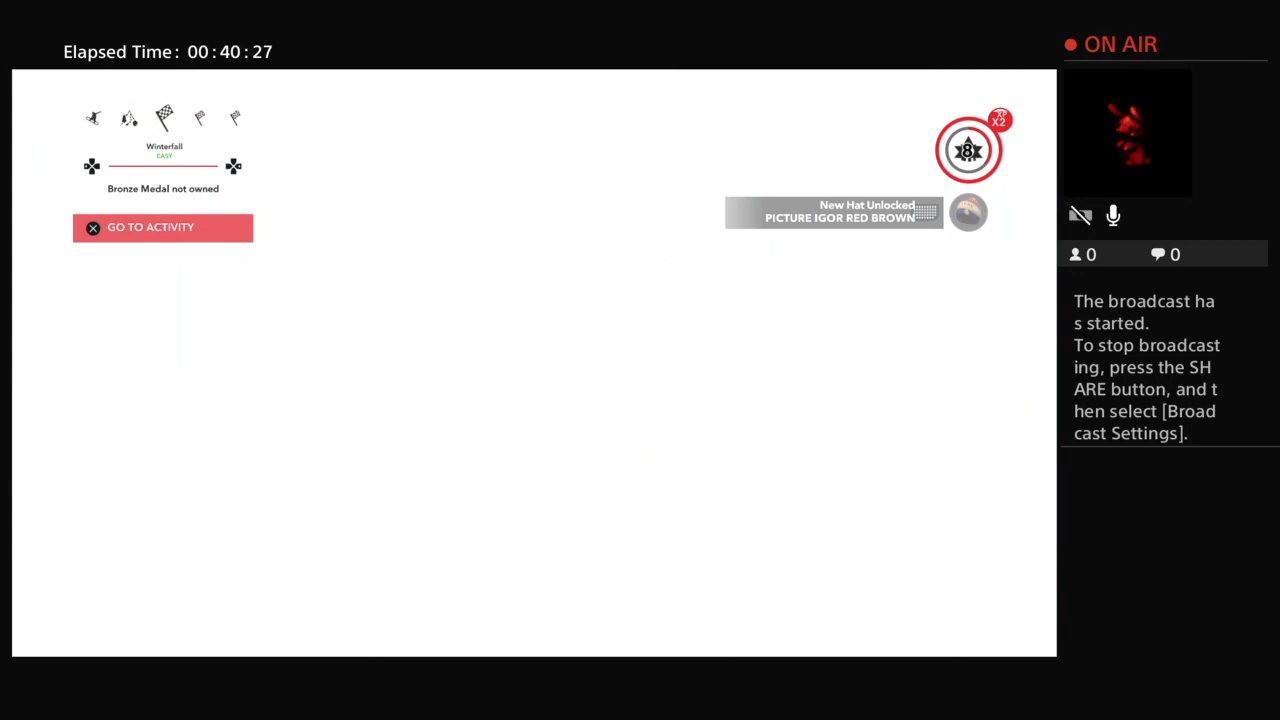 Elapsed Time: 00:40:27
ON AIR
Winterfall
EASY
Bronze Medal not owned
GO TO ACTIVITY
XP
X2
8
New Hat Unlocked
PICTURE IGOR RED BROWN
0
0
The broadcast ha
s started.
To stop broadcast
ing, press the SH
ARE button, and t
hen select [Broad
cast Settings].